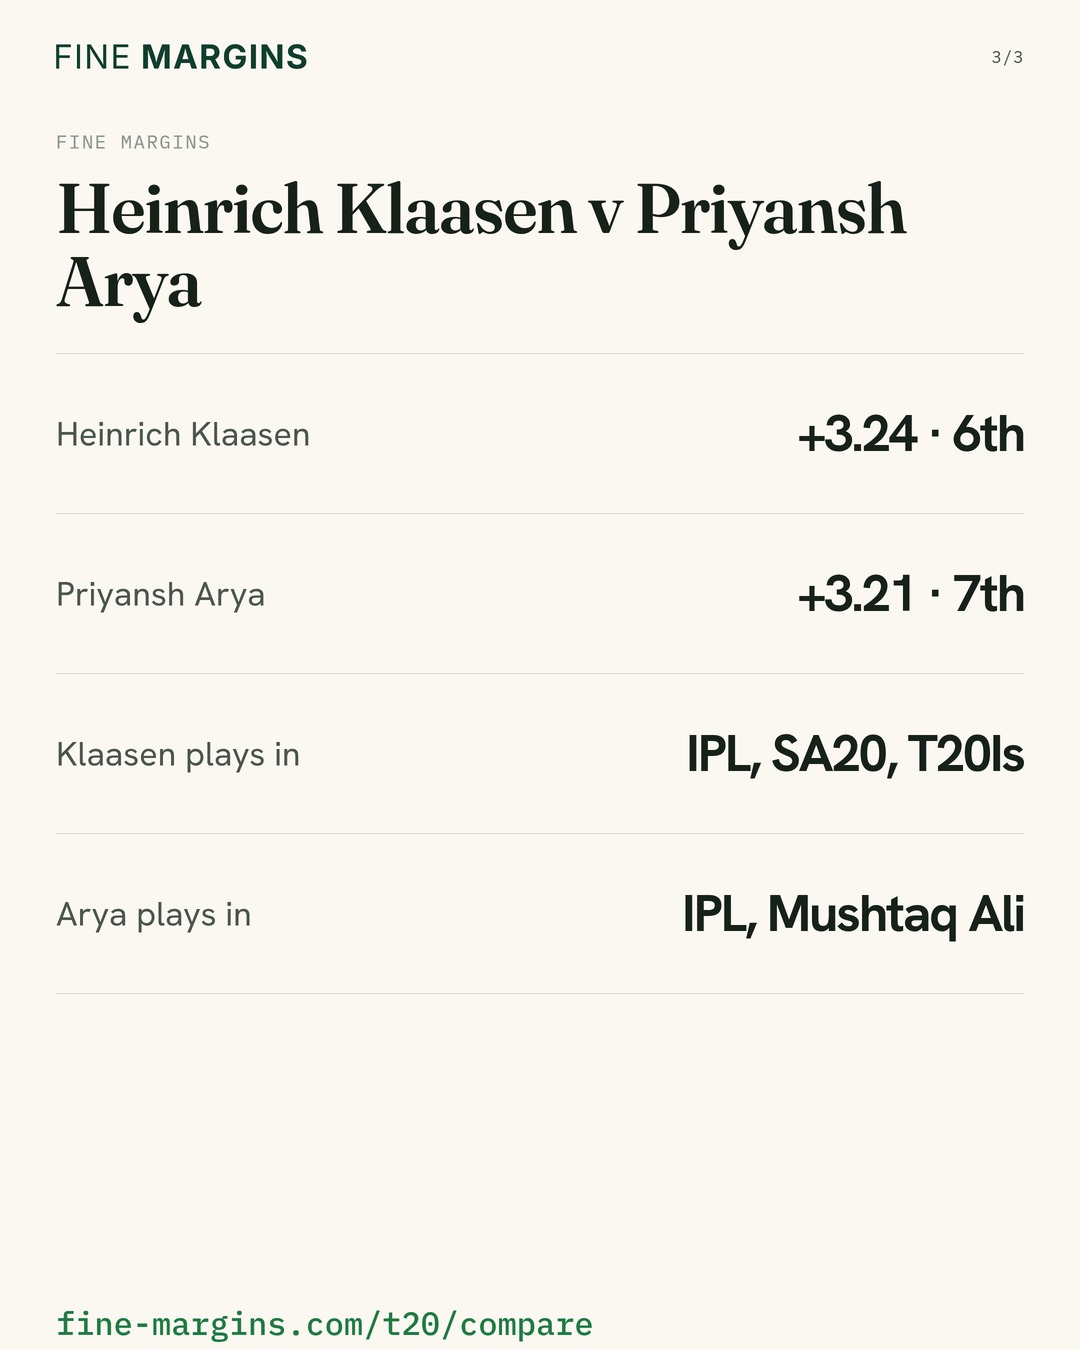 FINE MARGINS
3/3
FINE MARGINS
Heinrich Klaasen v Priyansh
Arya
Heinrich Klaasen +3.24 · 6th
Priyansh Arya +3.21 · 7th
Klaasen plays in IPL, SA20, T20Is
Arya plays in IPL, Mushtaq Ali
fine-margins.com/t20/compare